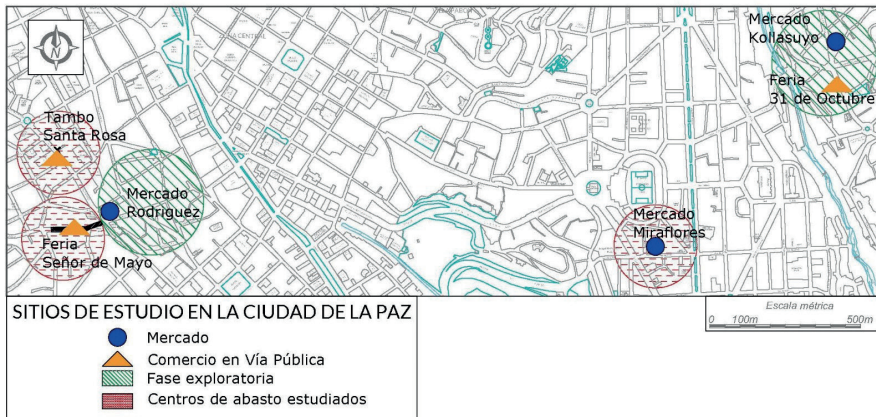 N
ZONA CENTRAL
Mercado
Kollasuyo
Feria
31 de Octubre
Tambo
Santa Rosa
Mercado
Rodriguez
Feria
Señor de Mayo
Mercado
Miraflores
SITIOS DE ESTUDIO EN LA CIUDAD DE LA PAZ
Mercado
Comercio en Vía Pública
Fase exploratoria
Centros de abasto estudiados
Escala métrica
0 100m 500m